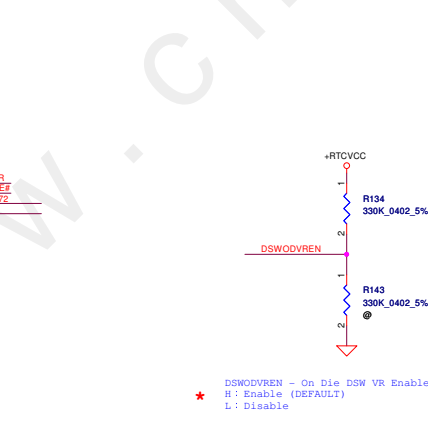 +RTCVCC
R
E#
72
1
R134
330K_0402_5%
2
DSWODVREN
1
R143
330K_0402_5%
@
2
DSWODVREN - On Die DSW VR Enable
* H: Enable (DEFAULT)
L: Disable